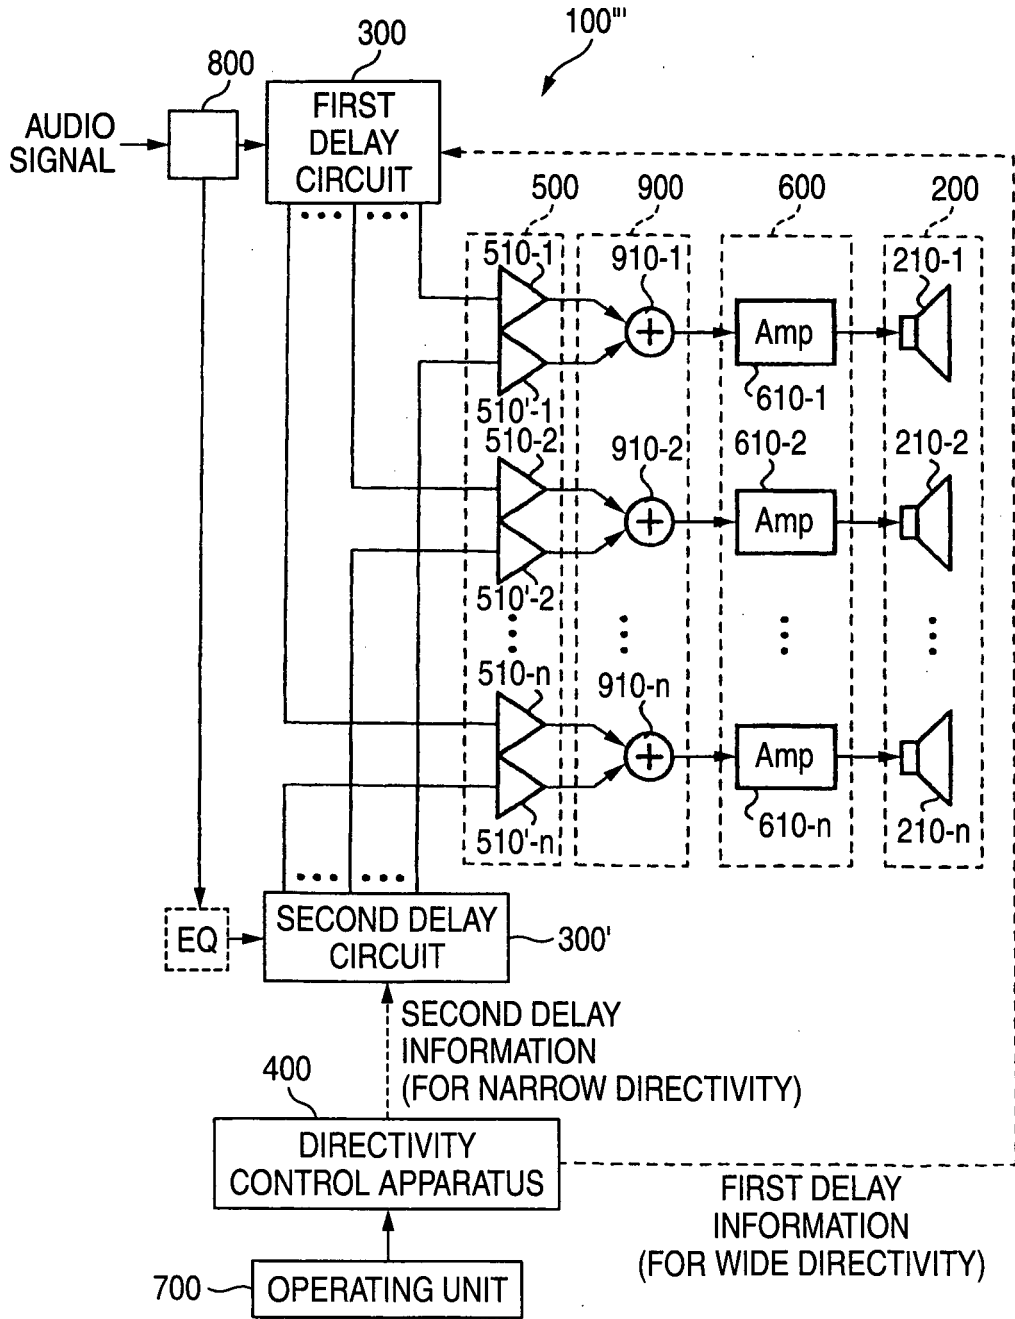 100'''
300
800
FIRST
DELAY
CIRCUIT
AUDIO
SIGNAL
500
900
600
200
510-1
910-1
210-1
Amp
510'-1
610-1
510-2
910-2
610-2
210-2
Amp
510'-2
510-n
910-n
Amp
510'-n
610-n
210-n
EQ
SECOND DELAY
CIRCUIT
300'
SECOND DELAY
INFORMATION
(FOR NARROW DIRECTIVITY)
400
DIRECTIVITY
CONTROL APPARATUS
FIRST DELAY
INFORMATION
(FOR WIDE DIRECTIVITY)
700
OPERATING UNIT